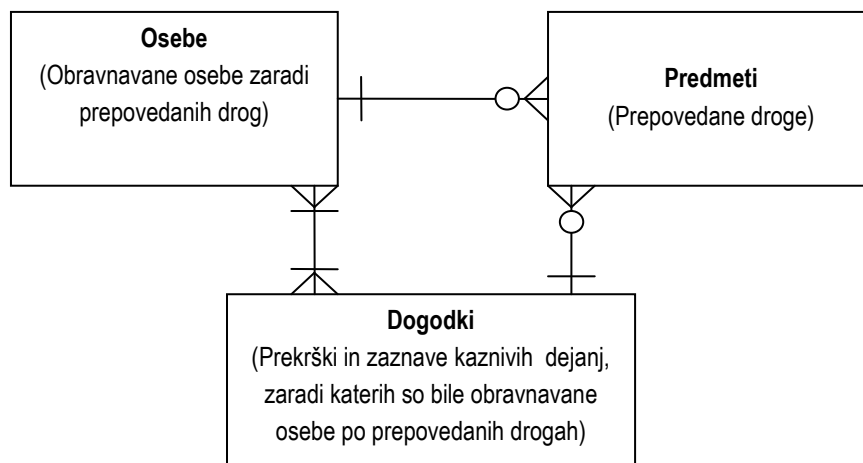 Osebe
(Obravnavane osebe zaradi
prepovedanih drog)
Predmeti
(Prepovedane droge)
Dogodki
(Prekrški in zaznave kaznivih dejanj,
zaradi katerih so bile obravnavane
osebe po prepovedanih drogah)